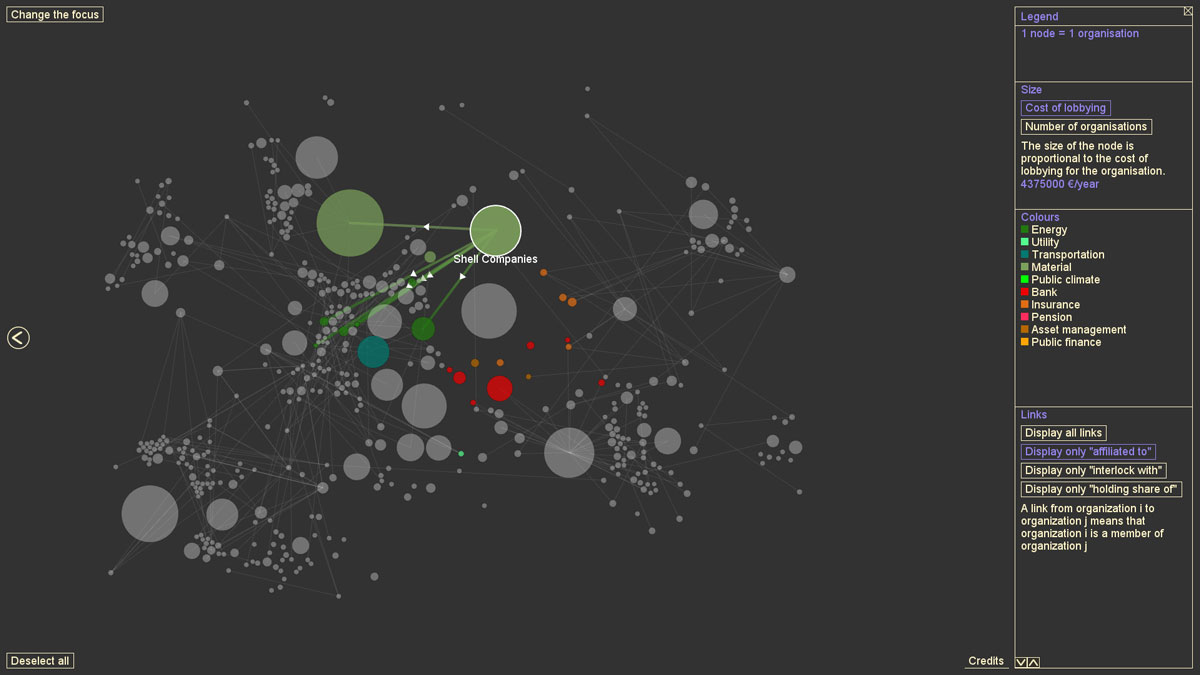 Change the focus
Shell Companies
Deselect all
Credits
Legend
1 node = 1 organisation
Size
Cost of lobbying
Number of organisations
The size of the node is
proportional to the cost of
lobbying for the organisation.
4375000 €/year
Colours
Energy
Utility
Transportation
Material
Public climate
Bank
Insurance
Pension
Asset management
Public finance
Links
Display all links
Display only "affiliated to"
Display only "interlock with"
Display only "holding share of"
A link from organization i to
organization j means that
organization i is a member of
organization j